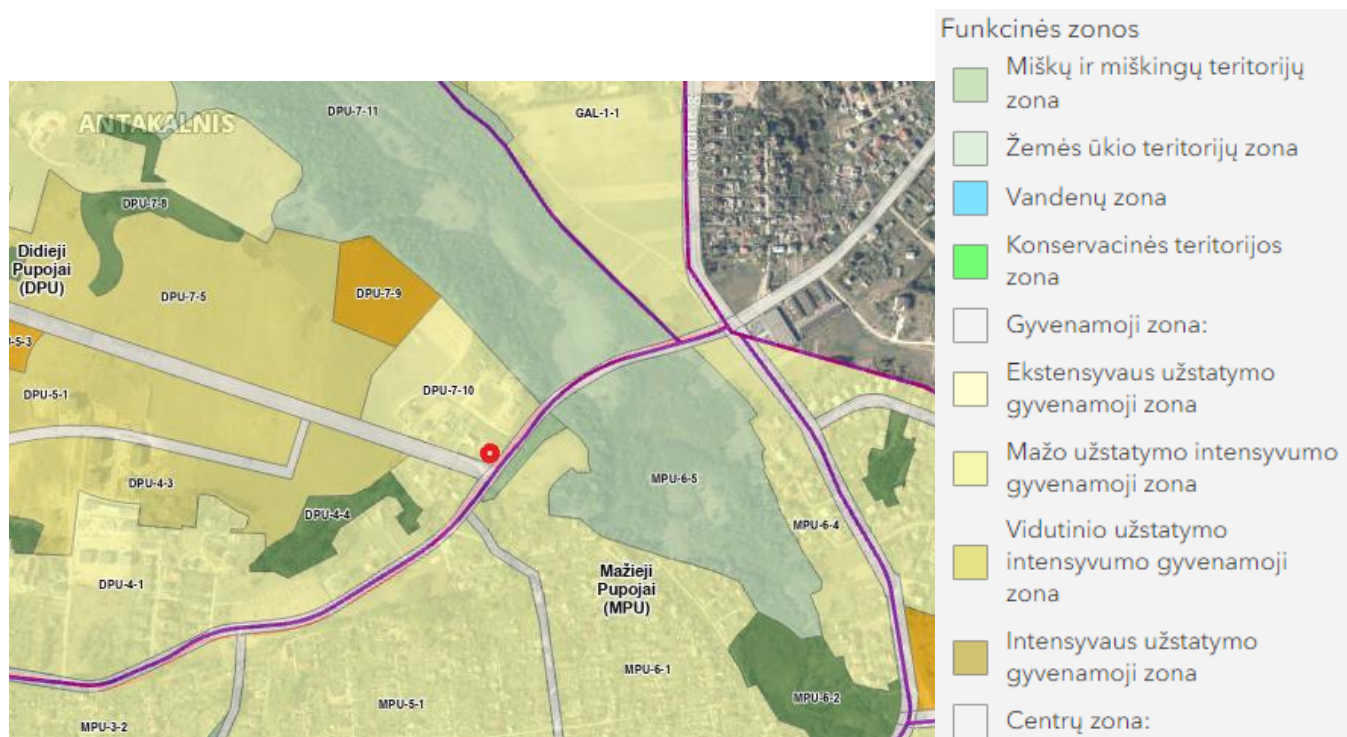 ANTAKALNIS
DPU-7-11
GAL-1-1
DPU-7-8
Didieji
Pupojai
(DPU)
DPU-7-5
DPU-7-9
-5-3
DPU-5-1
DPU-7-10
DPU-4-3
DPU-4-4
MPU-6-5
MPU-6-4
DPU-4-1
Mažieji
Pupojai
(MPU)
MPU-6-1
MPU-6-2
MPU-5-1
MPU-3-2
Funkcinės zonos
Miškų ir miškingų teritorijų
zona
Žemės ūkio teritorijų zona
Vandenų zona
Konservacinės teritorijos
zona
Gyvenamoji zona:
Ekstensyvaus užstatymo
gyvenamoji zona
Mažo užstatymo intensyvumo
gyvenamoji zona
Vidutinio užstatymo
intensyvumo gyvenamoji
zona
Intensyvaus užstatymo
gyvenamoji zona
Centrų zona: